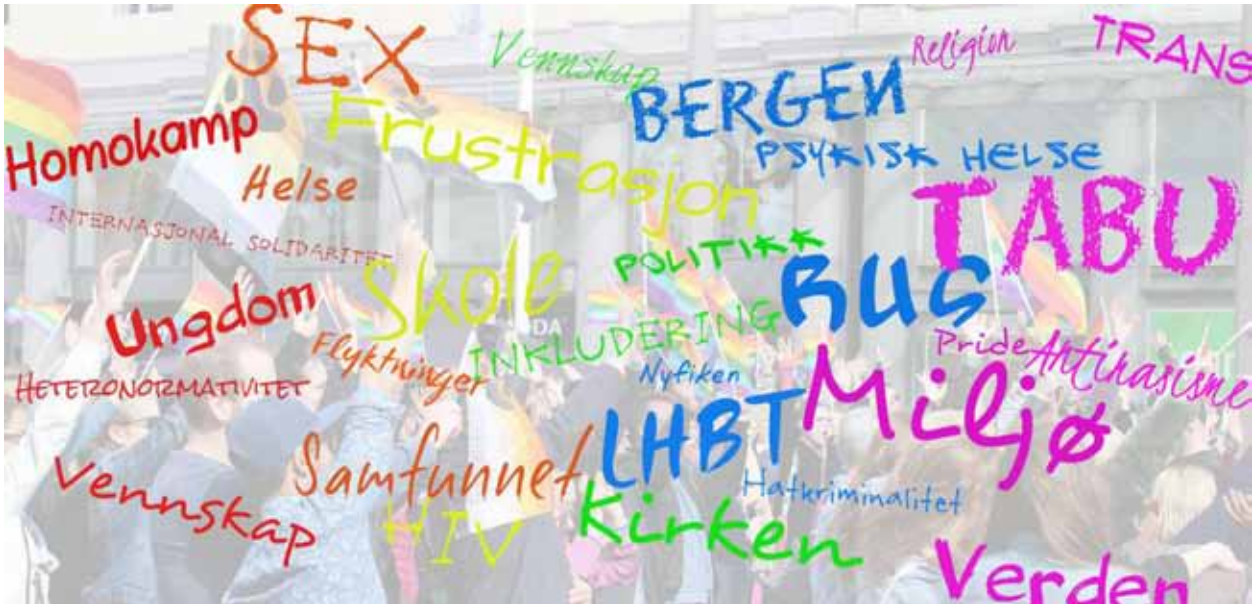 SEX
Vennskap
Religion
TRANS
BERGEN
Homokamp
Frustrasjon
PSYKISK HELSE
Helse
TABU
INTERNASJONAL SOLIDARITET
POLITIKK
Skole
RUS
Ungdom
INKLUDERING
Flyktninger
Pride
Antirasisme
Nyfiken
HETERONORMATIVITET
Miljø
LHBT
Samfunnet
Vennskap
Hatkriminalitet
HIV
Kirken
Verden